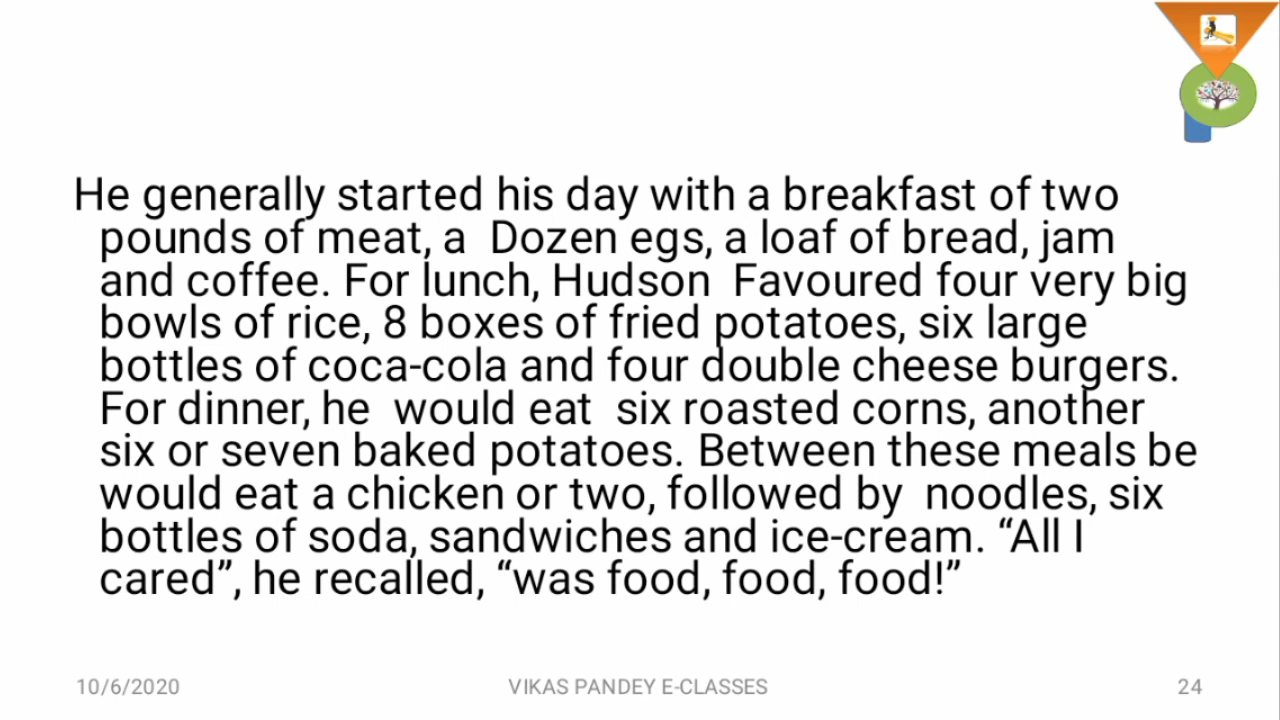 He generally started his day with a breakfast of two
pounds of meat, a  Dozen egs, a loaf of bread, jam
and coffee. For lunch, Hudson  Favoured four very big
bowls of rice, 8 boxes of fried potatoes, six large
bottles of coca-cola and four double cheese burgers.
For dinner, he  would eat  six roasted corns, another
six or seven baked potatoes. Between these meals be
would eat a chicken or two, followed by  noodles, six
bottles of soda, sandwiches and ice-cream. “All I
cared”, he recalled, “was food, food, food!”
10/6/2020 VIKAS PANDEY E-CLASSES 24